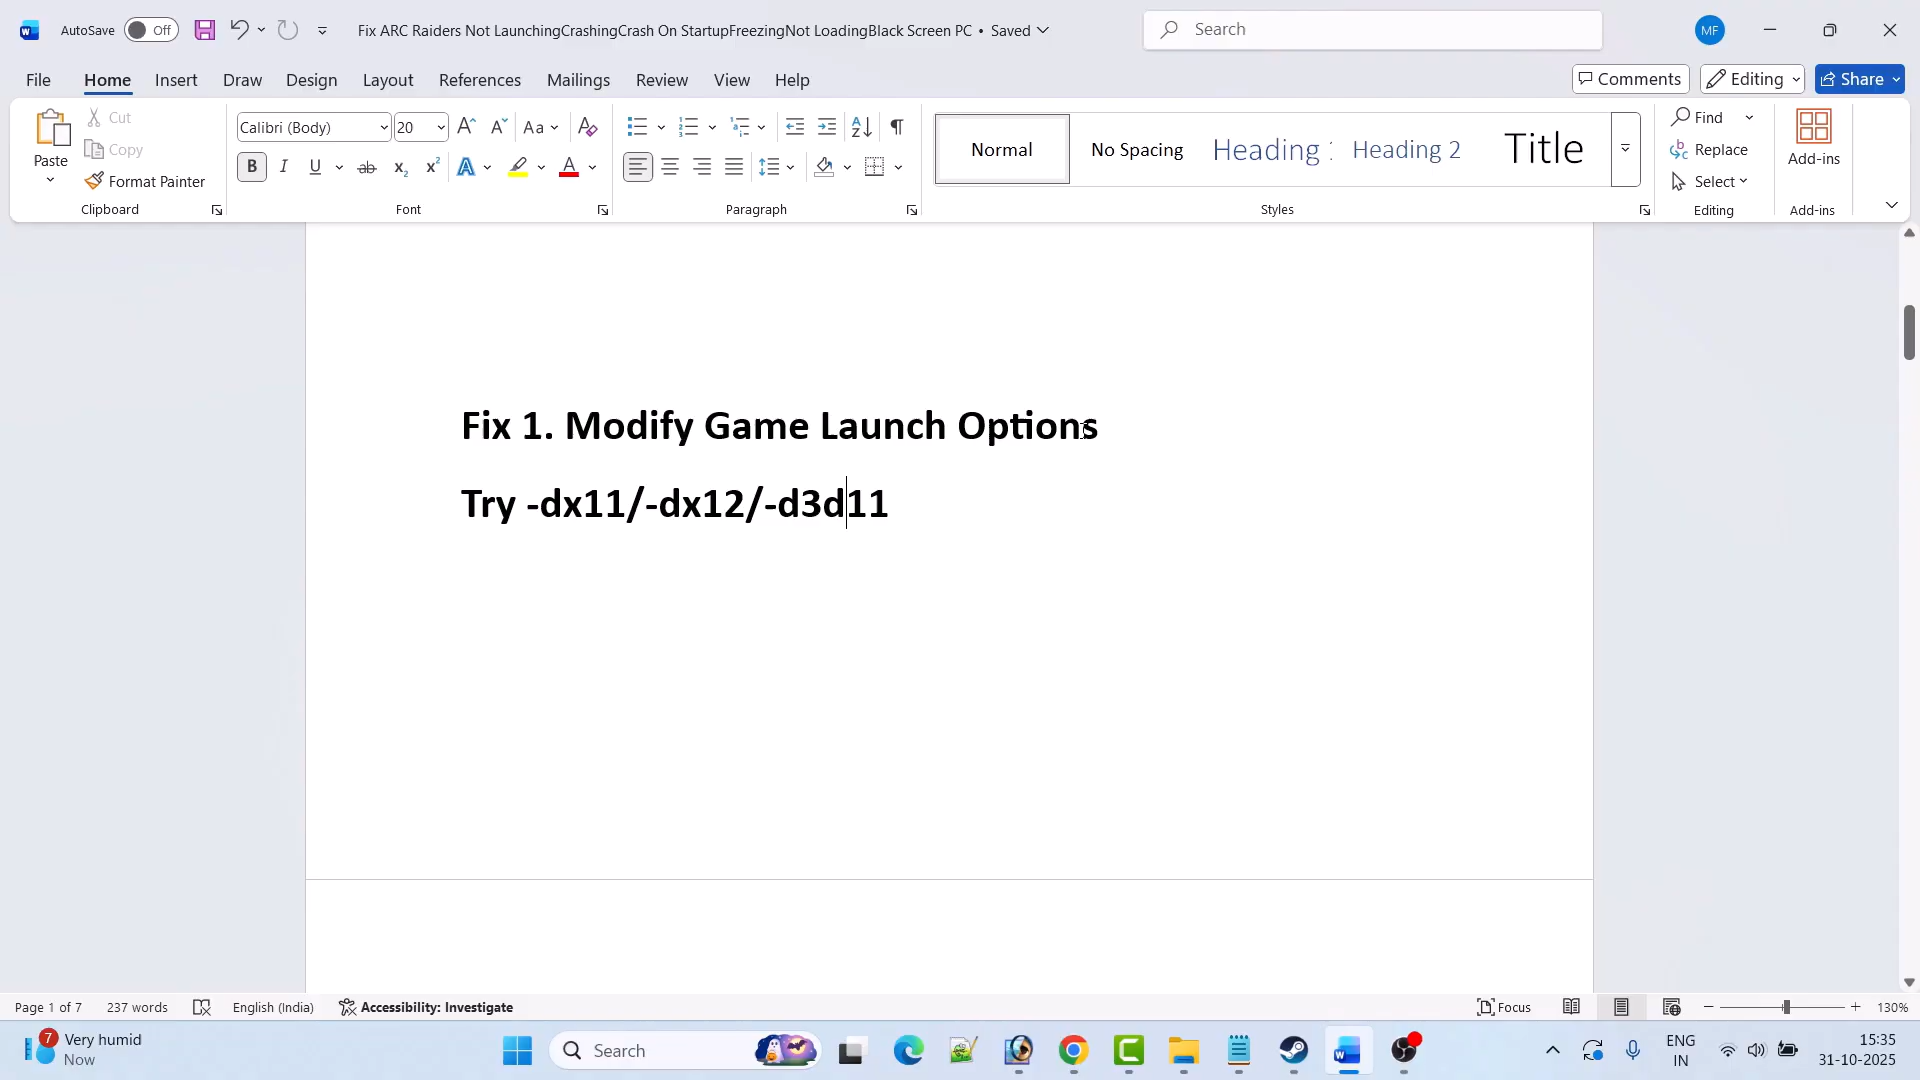 AutoSave Off Fix ARC Raiders Not LaunchingCrashingCrash On StartupFreezingNot LoadingBlack Screen PC • Saved Search MF
File Home Insert Draw Design Layout References Mailings Review View Help Comments Editing Share
Paste Cut Copy Format Painter Clipboard
Calibri (Body) 20 Aa Font
Paragraph
Normal No Spacing Heading Heading 2 Title Styles
Find Replace Select Editing
Add-ins Add-ins
Fix 1. Modify Game Launch Options
Try -dx11/-dx12/-d3d11
Page 1 of 7 237 words English (India) Accessibility: Investigate Focus 130%
7 Very humid Now Search ENG IN 15:35 31-10-2025